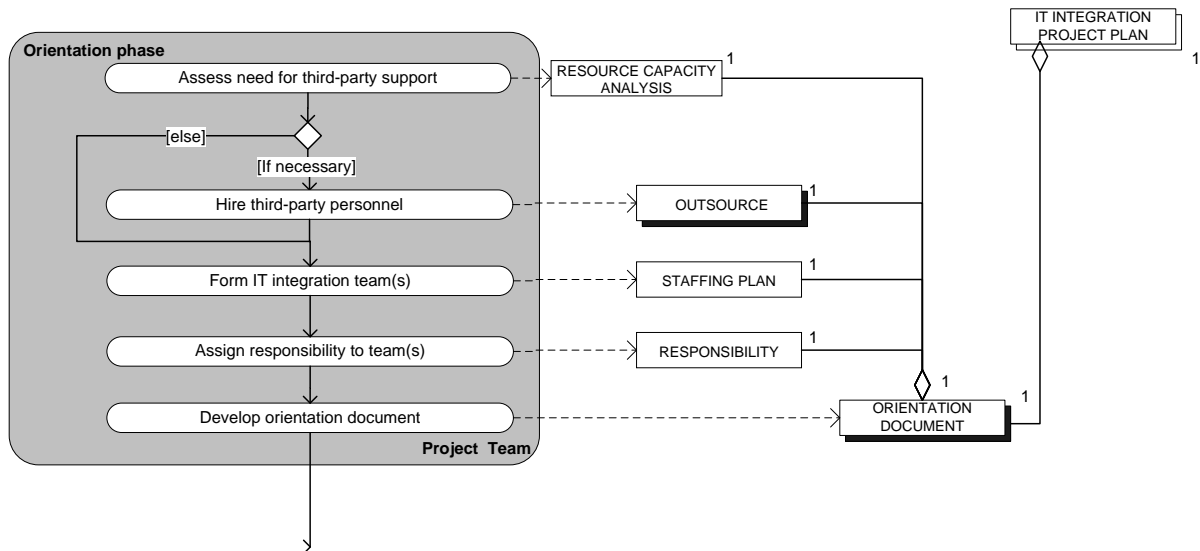 IT INTEGRATION
PROJECT PLAN
1
Orientation phase
Assess need for third-party support
RESOURCE CAPACITY
ANALYSIS
1
[else]
[If necessary]
Hire third-party personnel
OUTSOURCE
1
Form IT integration team(s)
STAFFING PLAN
1
Assign responsibility to team(s)
RESPONSIBILITY
1
1
Develop orientation document
ORIENTATION
DOCUMENT
1
Project Team